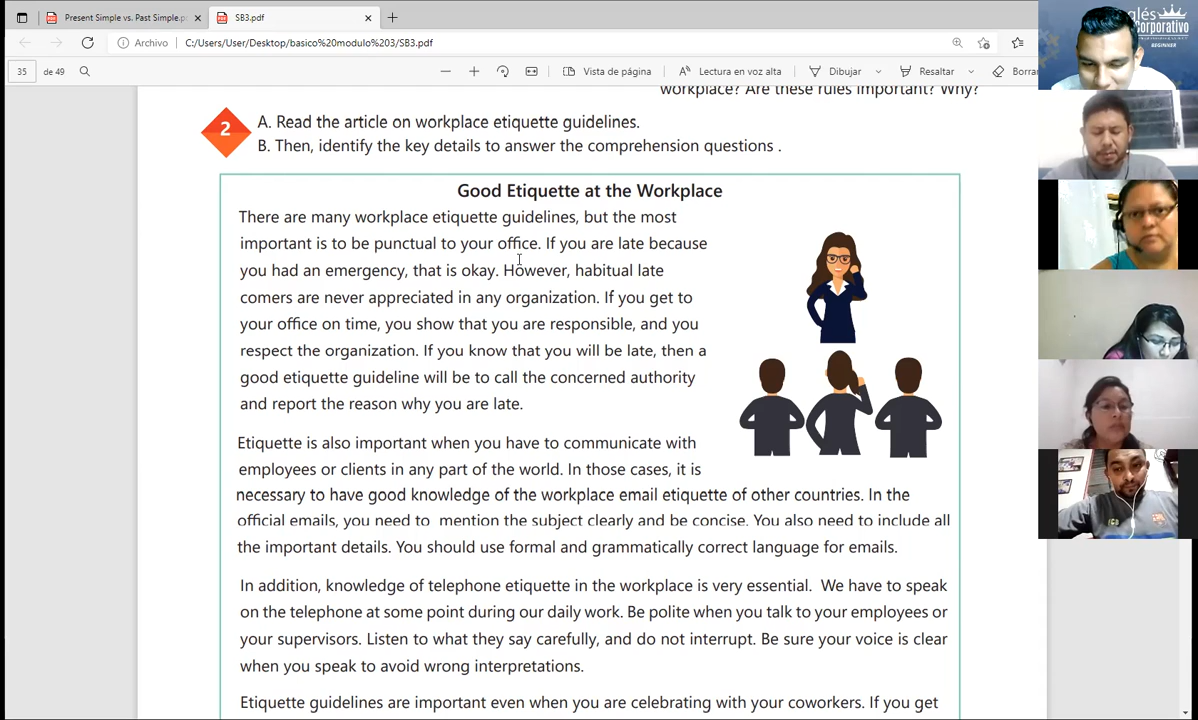 Present Simple vs. Past Simple.p
SB3.pdf
Archivo
C:/Users/User/Desktop/basico%20modulo%203/SB3.pdf
35
de 49
Vista de página
Lectura en voz alta
Dibujar
Resaltar
Borrar
glés
Corporativo
BEGINNER
workplace? Are these rules important? Why?
2
A. Read the article on workplace etiquette guidelines.
B. Then, identify the key details to answer the comprehension questions .
Good Etiquette at the Workplace
There are many workplace etiquette guidelines, but the most
important is to be punctual to your office. If you are late because
you had an emergency, that is okay. However, habitual late
comers are never appreciated in any organization. If you get to
your office on time, you show that you are responsible, and you
respect the organization. If you know that you will be late, then a
good etiquette guideline will be to call the concerned authority
and report the reason why you are late.
Etiquette is also important when you have to communicate with
employees or clients in any part of the world. In those cases, it is
necessary to have good knowledge of the workplace email etiquette of other countries. In the
official emails, you need to mention the subject clearly and be concise. You also need to include all
the important details. You should use formal and grammatically correct language for emails.
In addition, knowledge of telephone etiquette in the workplace is very essential. We have to speak
on the telephone at some point during our daily work. Be polite when you talk to your employees or
your supervisors. Listen to what they say carefully, and do not interrupt. Be sure your voice is clear
when you speak to avoid wrong interpretations.
Etiquette guidelines are important even when you are celebrating with your coworkers. If you get